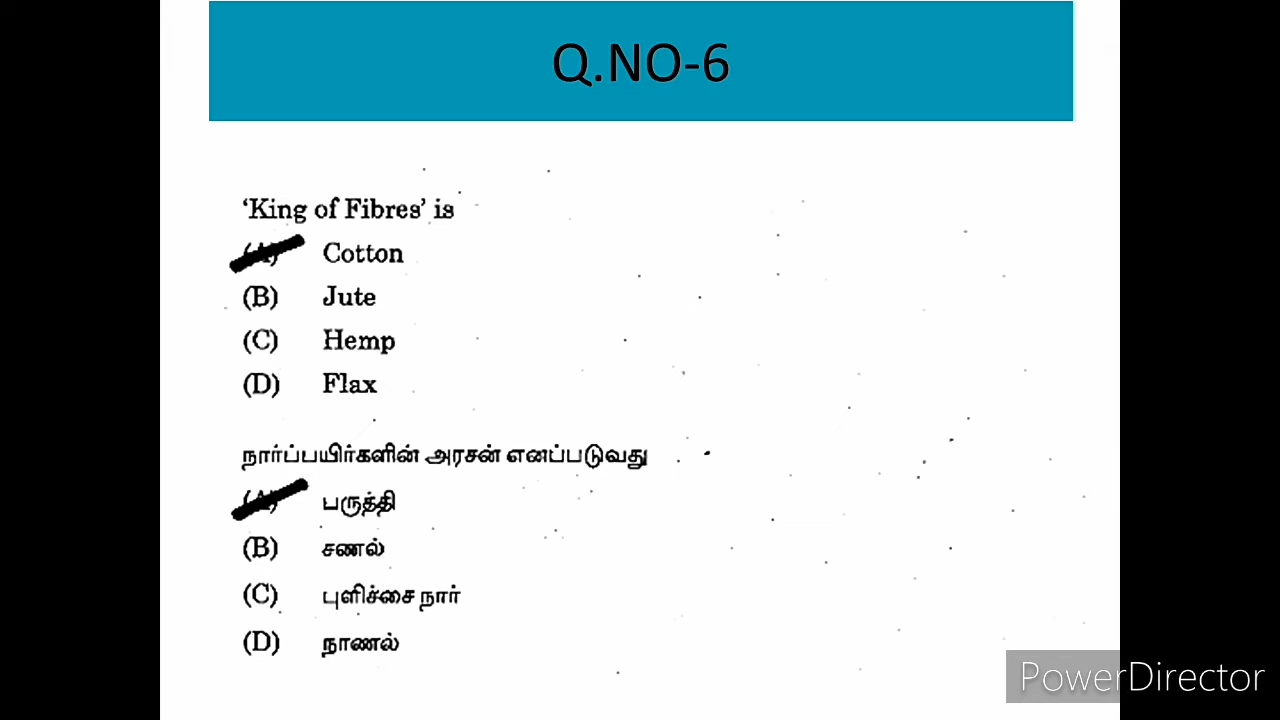 Q.NO-6
‘King of Fibres’ is
(A) Cotton
(B) Jute
(C) Hemp
(D) Flax
நார்ப்பயிர்களின் அரசன் எனப்படுவது
(A) பருத்தி
(B) சணல்
(C) புளிச்சை நார்
(D) நாணல்
PowerDirector